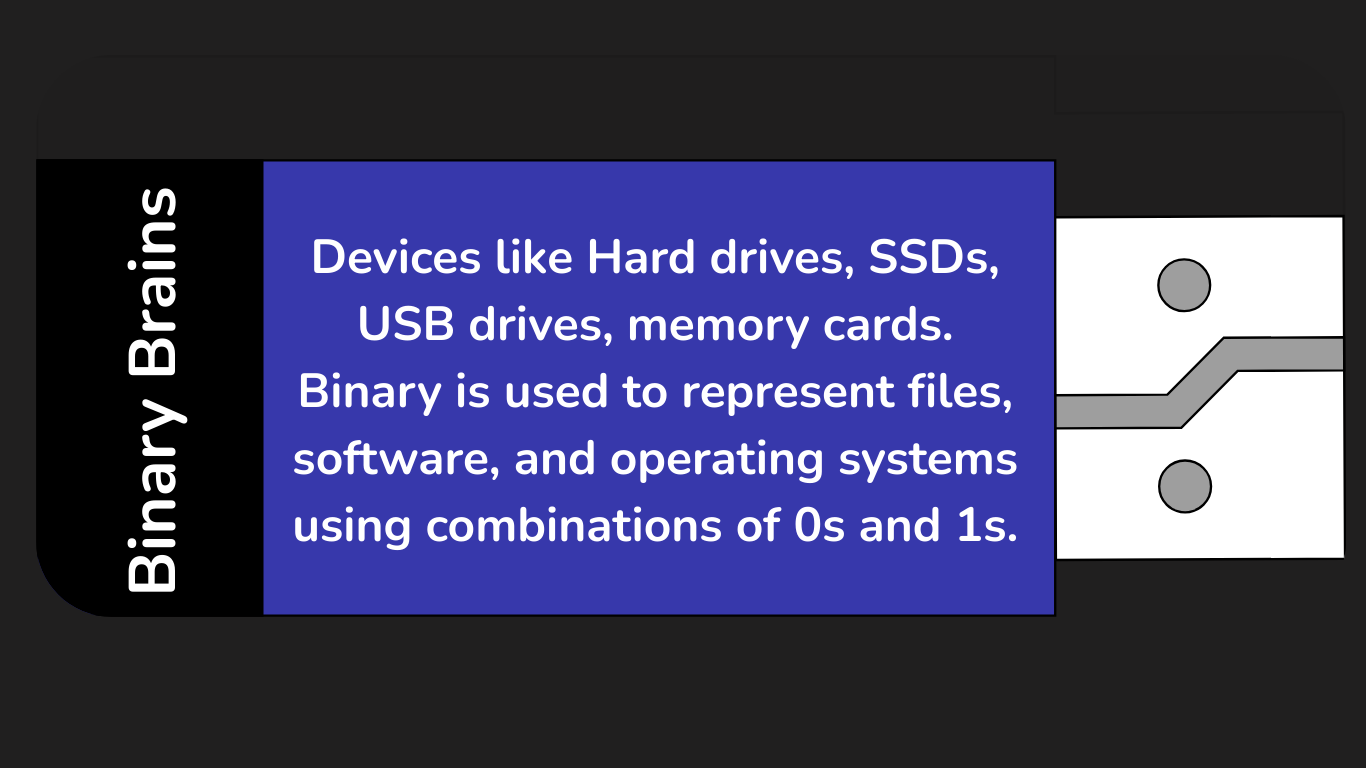 Binary Brains
Devices like Hard drives, SSDs,
USB drives, memory cards.
Binary is used to represent files,
software, and operating systems
using combinations of 0s and 1s.